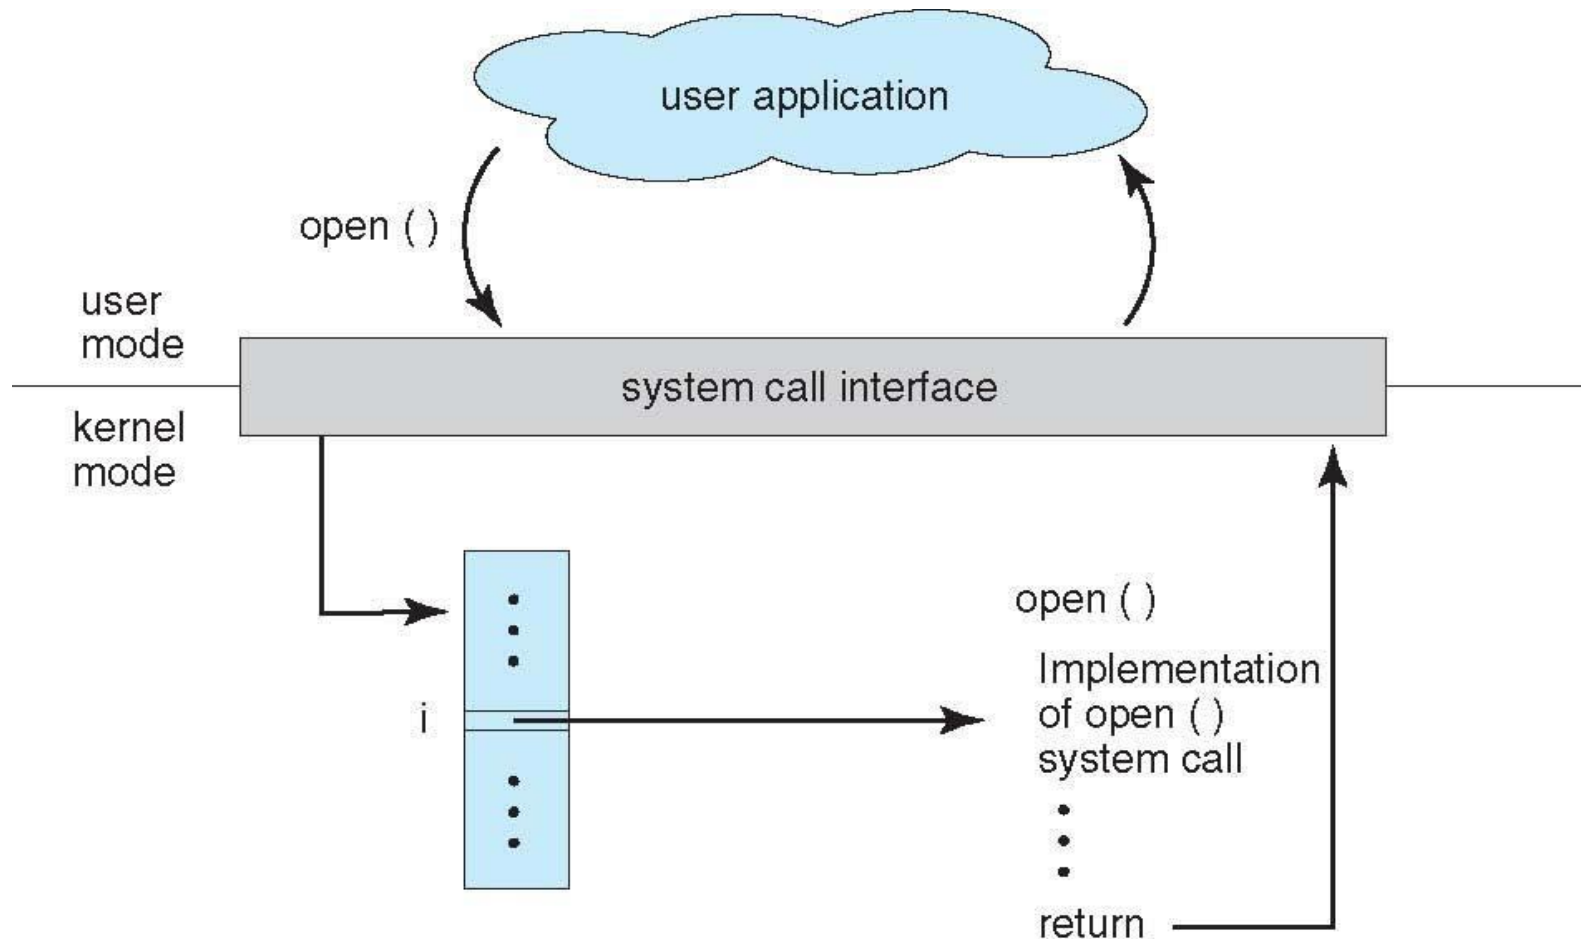 user application
open ( )
user
mode
system call interface
kernel
mode
open ( )
Implementation
of open ( )
system call
i
return